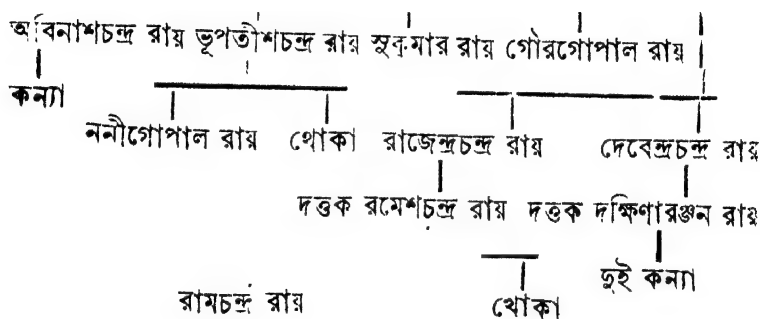 অবিনাশচন্দ্র রায় ভূপতীশচন্দ্র রায় সুকুমার রায় গৌরগোপাল রায়
কন্যা
ননীগোপাল রায় খোকা রাজেন্দ্রচন্দ্র রায় দেবেন্দ্রচন্দ্র রায়
দত্তক রমেশচন্দ্র রায় দত্তক দক্ষিণারঞ্জন রায়
দুই কন্যা
রামচন্দ্র রায় খোকা